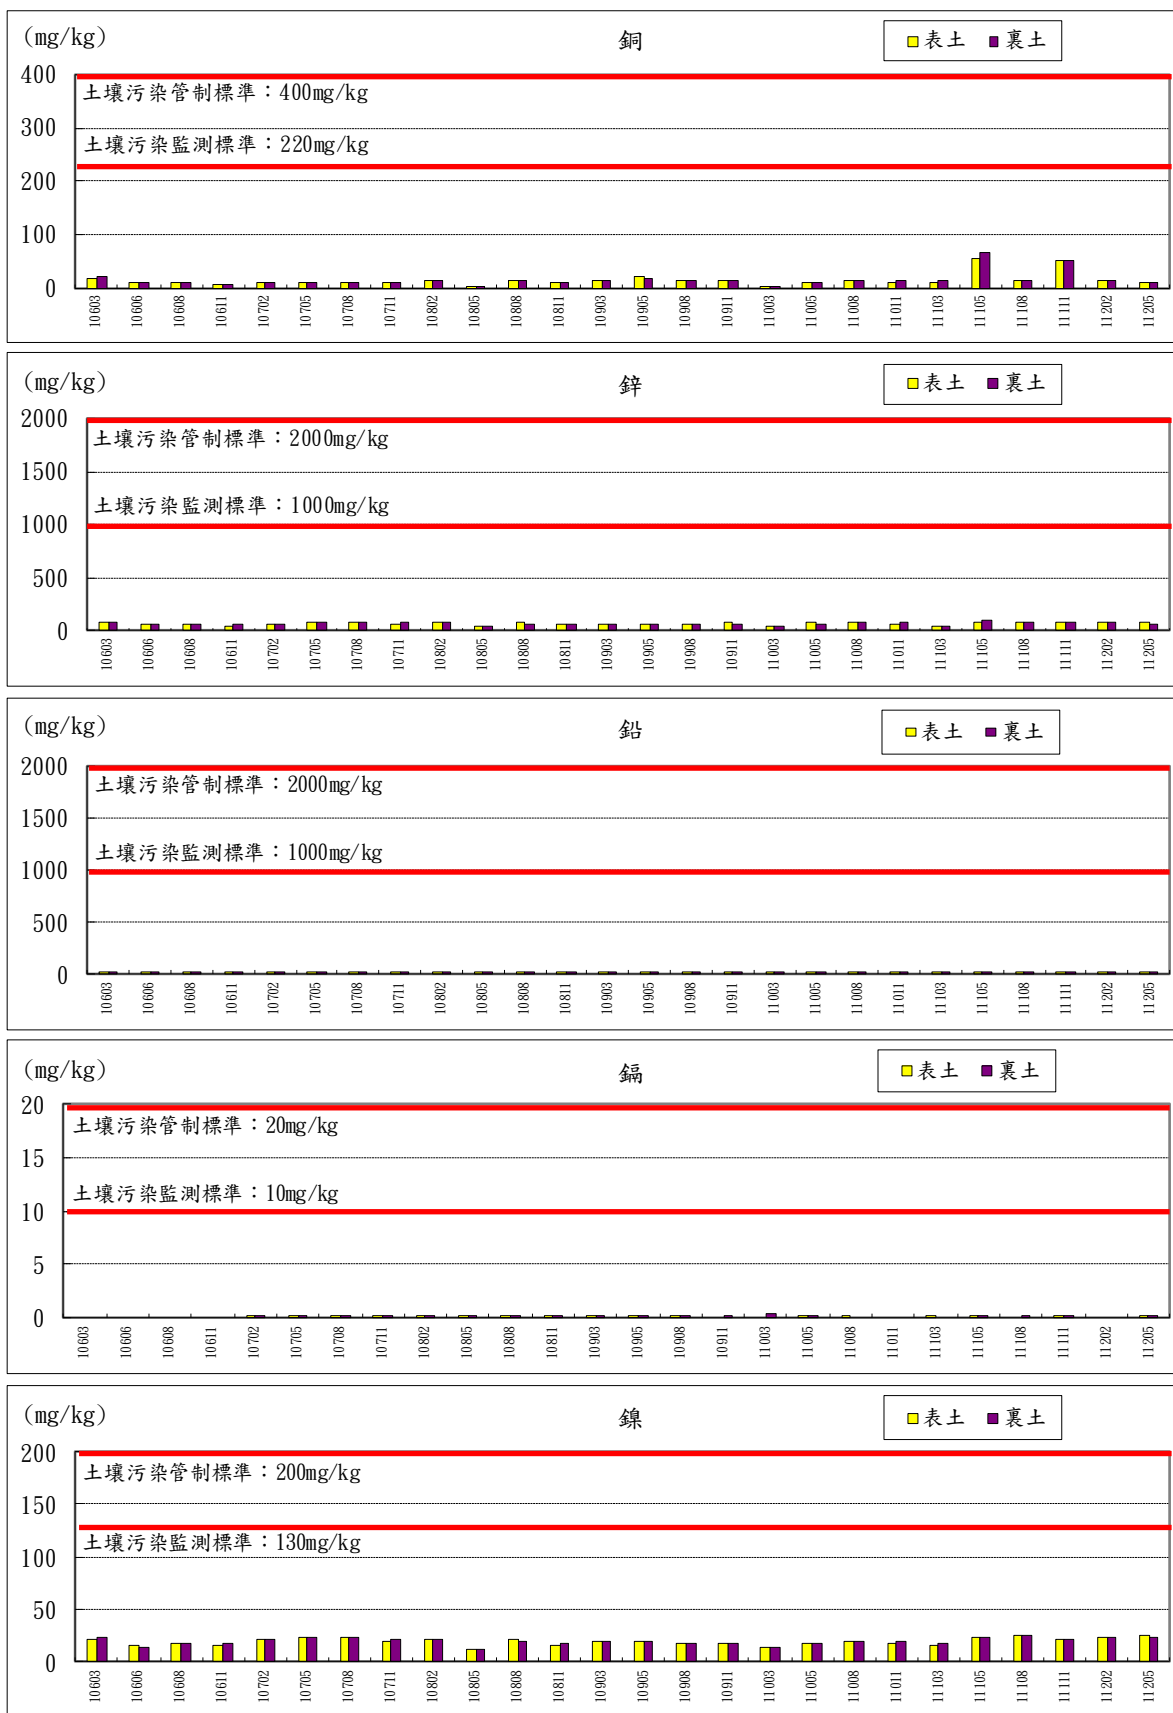 (mg/kg) 銅 表土 裏土
400
土壤污染管制標準：400mg/kg
300
土壤污染監測標準：220mg/kg
200
100
0
10603 10606 10608 10611 10702 10705 10708 10711 10802 10805 10808 10811 10903 10905 10908 10911 11003 11005 11008 11011 11103 11105 11108 11111 11202 11205
(mg/kg) 鋅 表土 裏土
2000
土壤污染管制標準：2000mg/kg
1500
土壤污染監測標準：1000mg/kg
1000
500
0
10603 10606 10608 10611 10702 10705 10708 10711 10802 10805 10808 10811 10903 10905 10908 10911 11003 11005 11008 11011 11103 11105 11108 11111 11202 11205
(mg/kg) 鉛 表土 裏土
2000
土壤污染管制標準：2000mg/kg
1500
土壤污染監測標準：1000mg/kg
1000
500
0
10603 10606 10608 10611 10702 10705 10708 10711 10802 10805 10808 10811 10903 10905 10908 10911 11003 11005 11008 11011 11103 11105 11108 11111 11202 11205
(mg/kg) 鎘 表土 裏土
20
土壤污染管制標準：20mg/kg
15
土壤污染監測標準：10mg/kg
10
5
0
10603 10606 10608 10611 10702 10705 10708 10711 10802 10805 10808 10811 10903 10905 10908 10911 11003 11005 11008 11011 11103 11105 11108 11111 11202 11205
(mg/kg) 鎳 表土 裏土
200
土壤污染管制標準：200mg/kg
150
土壤污染監測標準：130mg/kg
100
50
0
10603 10606 10608 10611 10702 10705 10708 10711 10802 10805 10808 10811 10903 10905 10908 10911 11003 11005 11008 11011 11103 11105 11108 11111 11202 11205